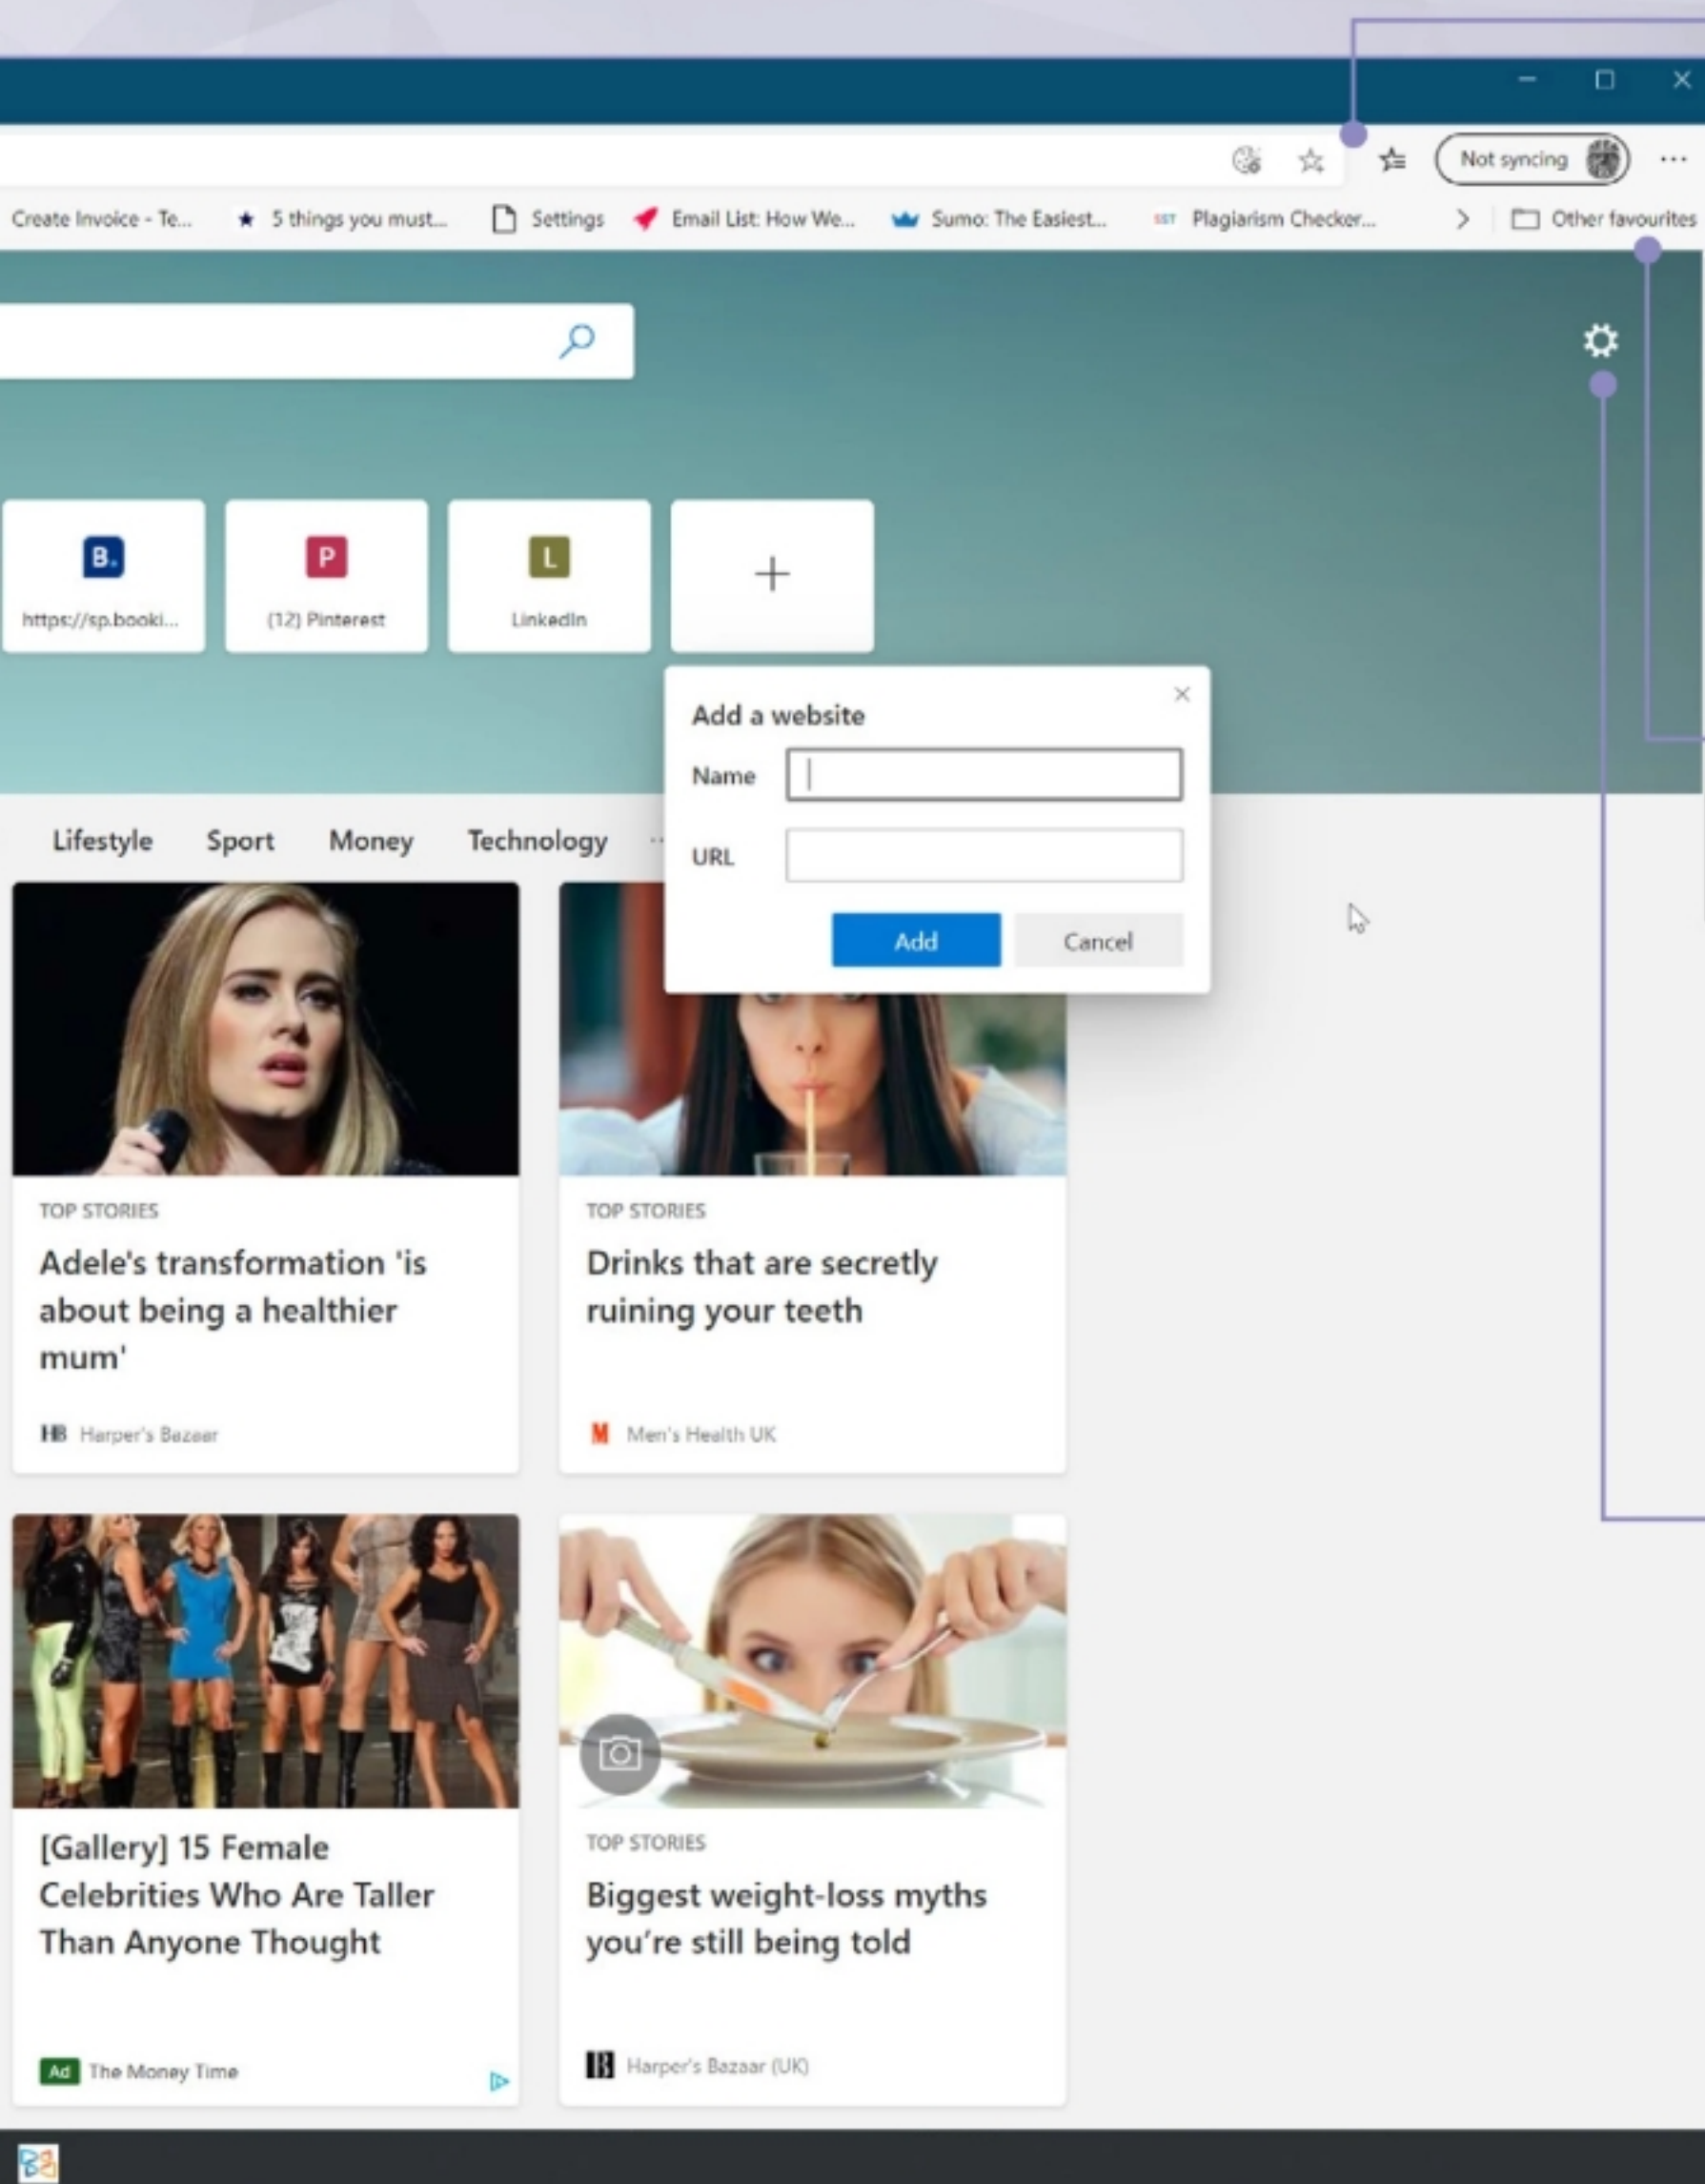 Not syncing
Create Invoice - Te...
5 things you must...
Settings
Email List: How We...
Sumo: The Easiest...
SST
Plagiarism Checker...
Other favourites
B.
https://sp.booki...
P
(12) Pinterest
L
LinkedIn
Add a website
Name
URL
Add
Cancel
Lifestyle
Sport
Money
Technology
TOP STORIES
Adele's transformation 'is
about being a healthier
mum'
HB Harper's Bazaar
TOP STORIES
Drinks that are secretly
ruining your teeth
M Men's Health UK
[Gallery] 15 Female
Celebrities Who Are Taller
Than Anyone Thought
Ad The Money Time
TOP STORIES
Biggest weight-loss myths
you're still being told
Harper's Bazaar (UK)